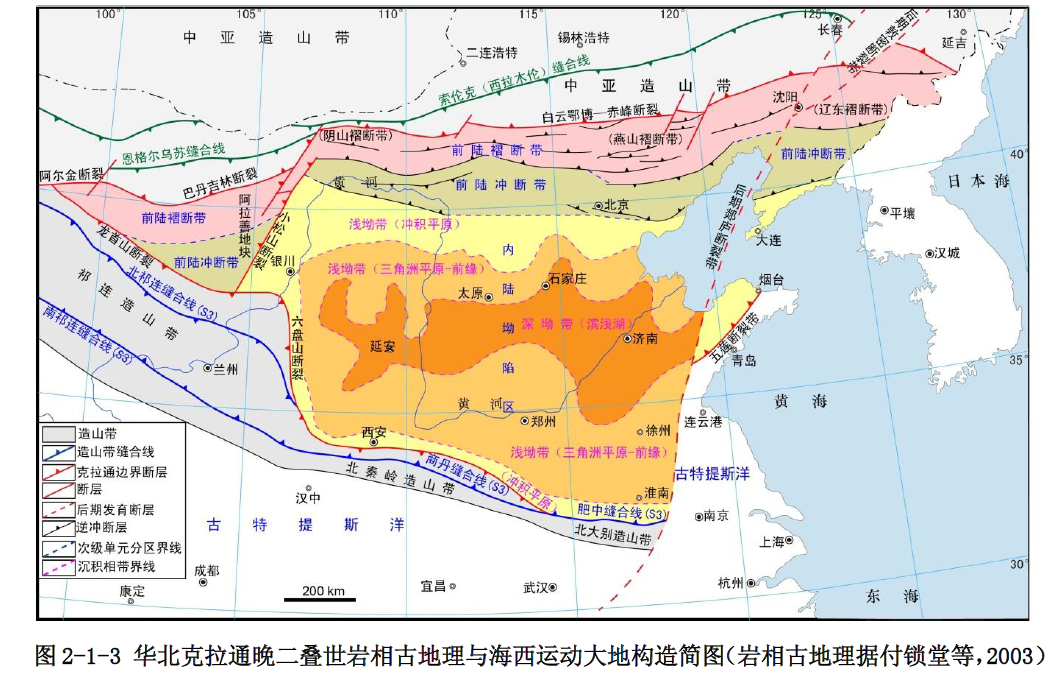 100°
105°
110°
115°
120°
125°
130°
中亚造山带
二连浩特
锡林浩特
长春
后期敦密断裂带
延吉
索伦克（西拉木伦）缝合线
中亚造山带
沈阳
（辽东褶断带）
白云鄂博—赤峰断裂
（阴山褶断带）
（燕山褶断带）
前陆褶断带
恩格尔乌苏缝合线
阿尔金断裂
巴丹吉林断裂
前陆冲断带
40°
黄河
前陆冲断带
日本海
前陆褶断带
阿拉善地块
小松山断裂
北京
后期郯庐断裂带
平壤
浅坳带（冲积平原）
龙首山断裂
前陆冲断带
银川
大连
汉城
内陆坳陷区
浅坳带（三角洲平原-前缘）
石家庄
太原
烟台
北祁连缝合线(S3)
祁连造山带
南祁连缝合线(S3)
六盘山断裂
深坳带（滨浅湖）
延安
济南
五莲断裂带
青岛
35°
兰州
黄河
黄海
郑州
连云港
徐州
西安
浅坳带（三角洲平原-前缘）
造山带
造山带缝合线
克拉通边界断层
断层
后期发育断层
逆冲断层
次级单元分区界线
沉积相带界线
北秦岭造山带
商丹缝合线(S3)
（冲积平原）
古特提斯洋
汉中
淮南
肥中缝合线(S3)
古特提斯洋
北大别造山带
南京
上海
30°
成都
康定
200 km
宜昌
武汉
杭州
东海
图 2-1-3 华北克拉通晚二叠世岩相古地理与海西运动大地构造简图(岩相古地理据付锁堂等,2003)